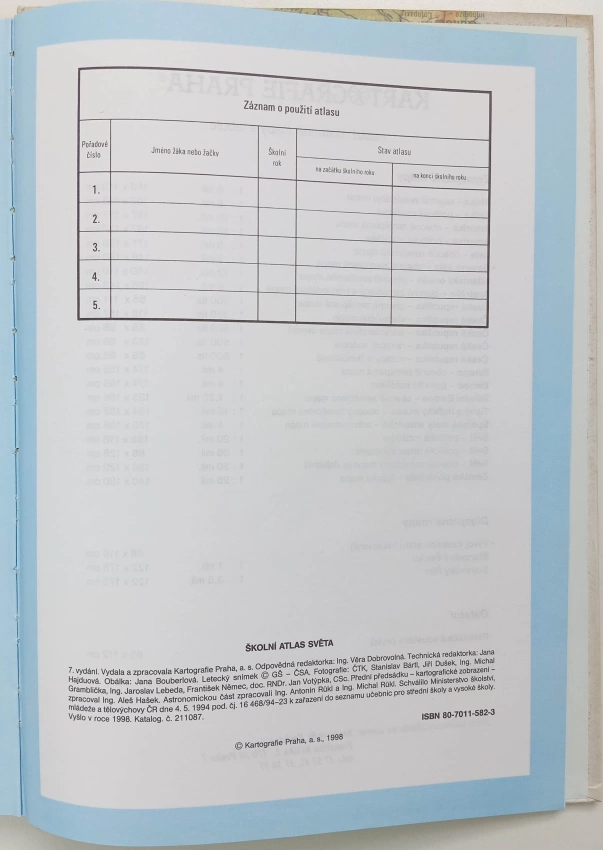 Záznam o použití atlasu
Pořadové číslo
Jméno žáka nebo žačky
Školní rok
Stav atlasu
na začátku školního roku
na konci školního roku
1.
2.
3.
4.
5.
ŠKOLNÍ ATLAS SVĚTA
7. vydání. Vydala a zpracovala Kartografie Praha, a. s. Odpovědná redaktorka: Ing. Věra Dobrovolná. Technická redaktorka: Jana
Hajduová. Obálka: Jana Bouberlová. Letecký snímek © GŠ – ČSA. Fotografie: ČTK, Stanislav Bártl, Jiří Dušek, Ing. Michal
Gramblička, Ing. Jaroslav Lebeda, František Němec, doc. RNDr. Jan Votýpka, CSc. Přední předsádku – kartografické zobrazení –
zpracoval Ing. Aleš Hašek. Astronomickou část zpracovali Ing. Antonín Rükl a Ing. Michal Rükl. Schválilo Ministerstvo školství,
mládeže a tělovýchovy ČR dne 4. 5. 1994 pod. čj. 16 468/94–23 k zařazení do seznamu učebnic pro střední školy a vysoké školy.
Vyšlo v roce 1998. Katalog. č. 211087.
ISBN 80-7011-582-3
© Kartografie Praha, a. s., 1998